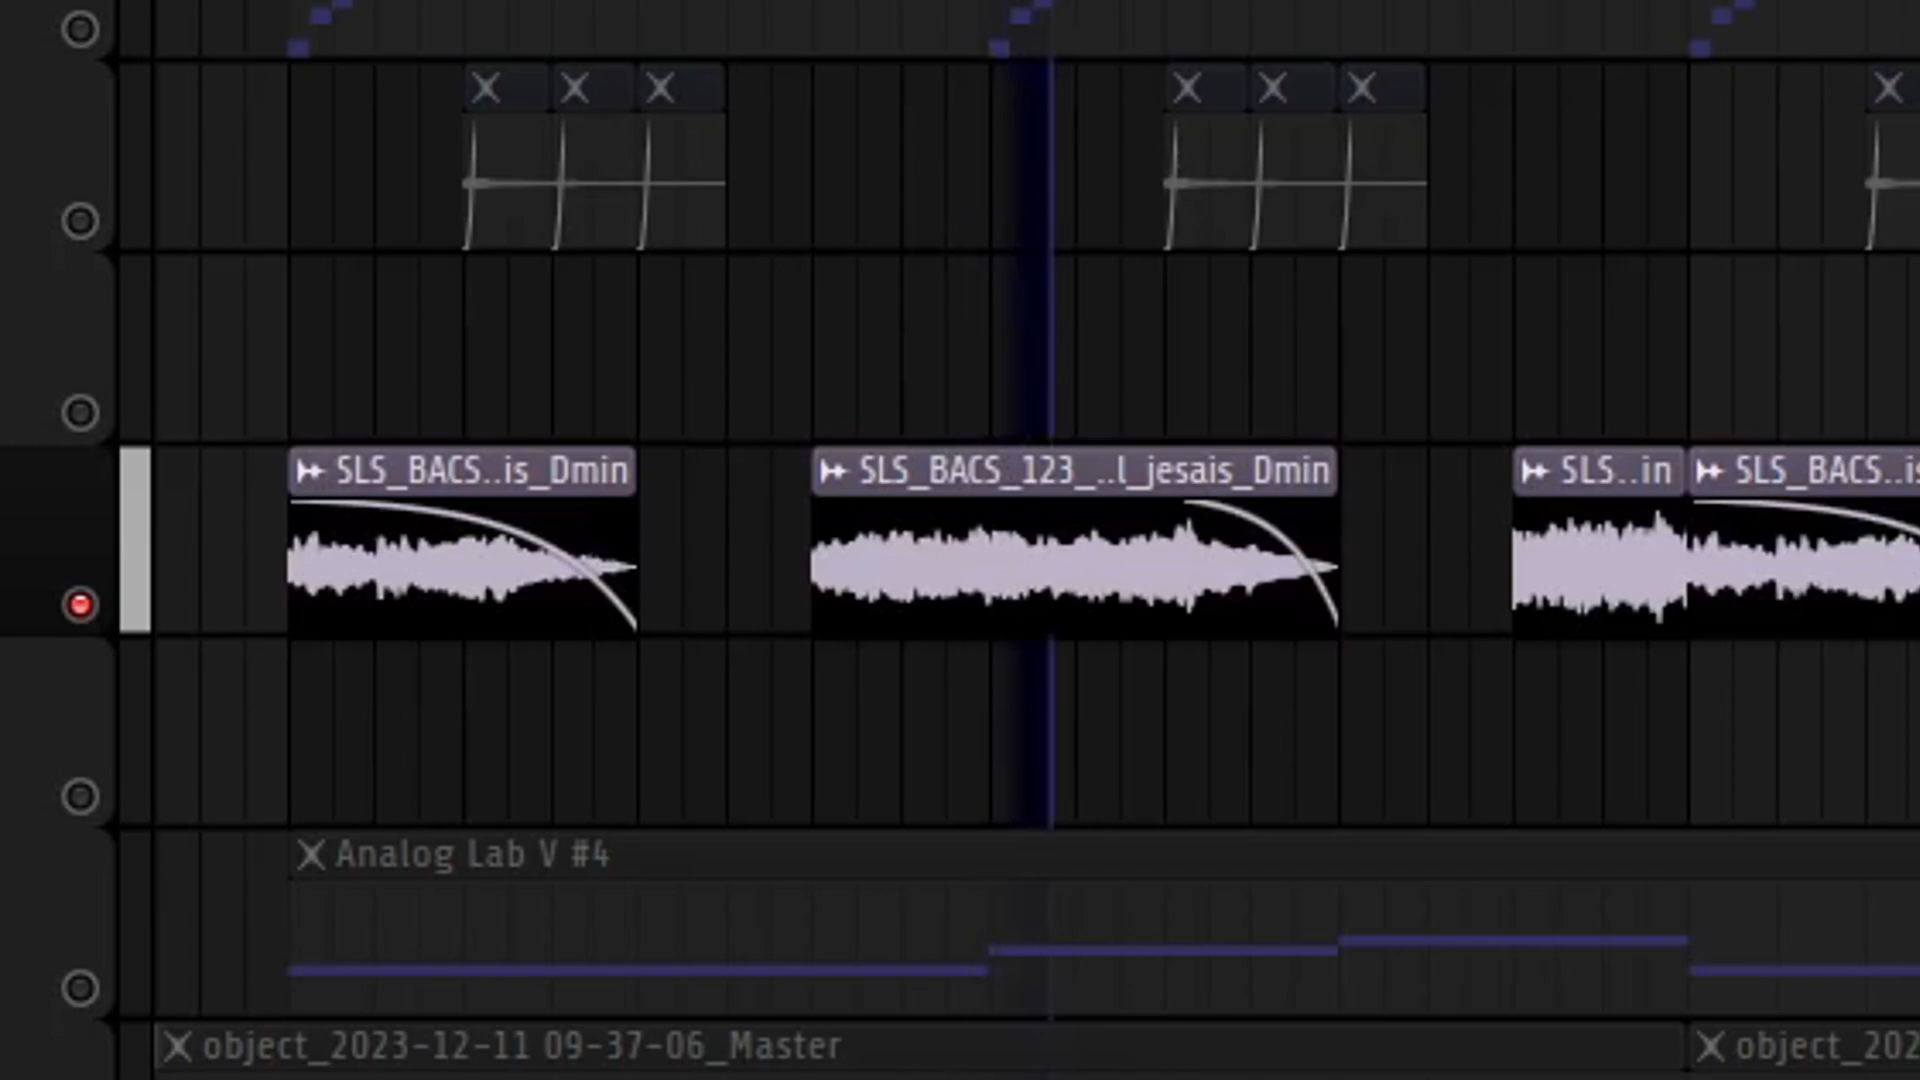 SLS_BACS..is_Dmin
SLS_BACS_123_..l_jesais_Dmin
SLS..in
SLS_BACS..is
Analog Lab V #4
object_2023-12-11 09-37-06_Master
object_202